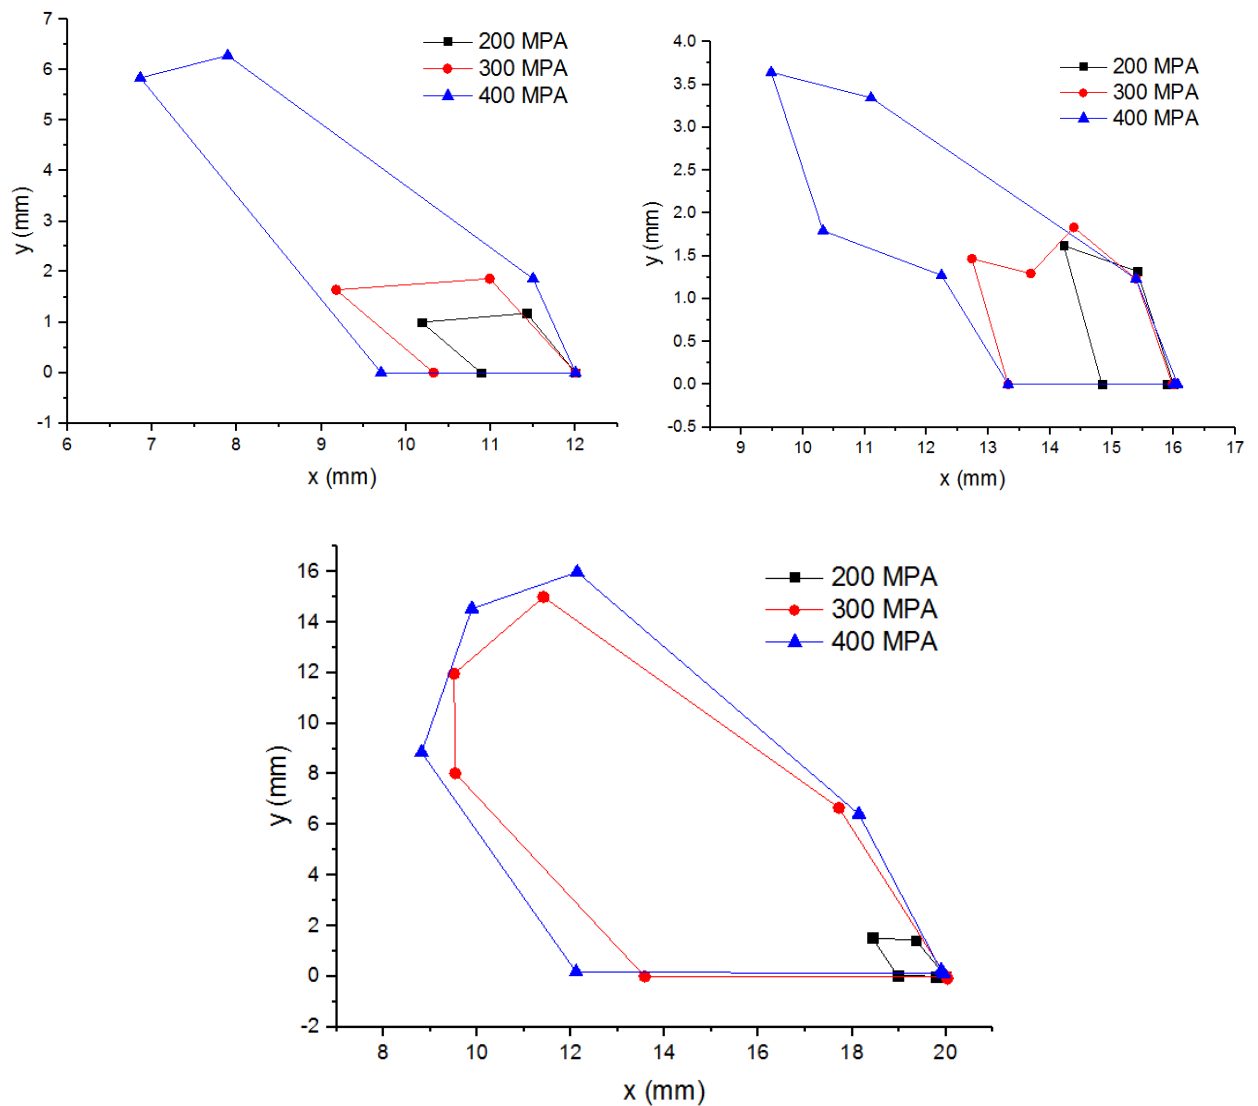 7
6
5
4
3
2
1
0
-1
y (mm)
200 MPA
300 MPA
400 MPA
6 7 8 9 10 11 12
x (mm)
4.0
3.5
3.0
2.5
2.0
1.5
1.0
0.5
0.0
-0.5
y (mm)
200 MPA
300 MPA
400 MPA
9 10 11 12 13 14 15 16 17
x (mm)
16
14
12
10
8
6
4
2
0
-2
y (mm)
200 MPA
300 MPA
400 MPA
8 10 12 14 16 18 20
x (mm)